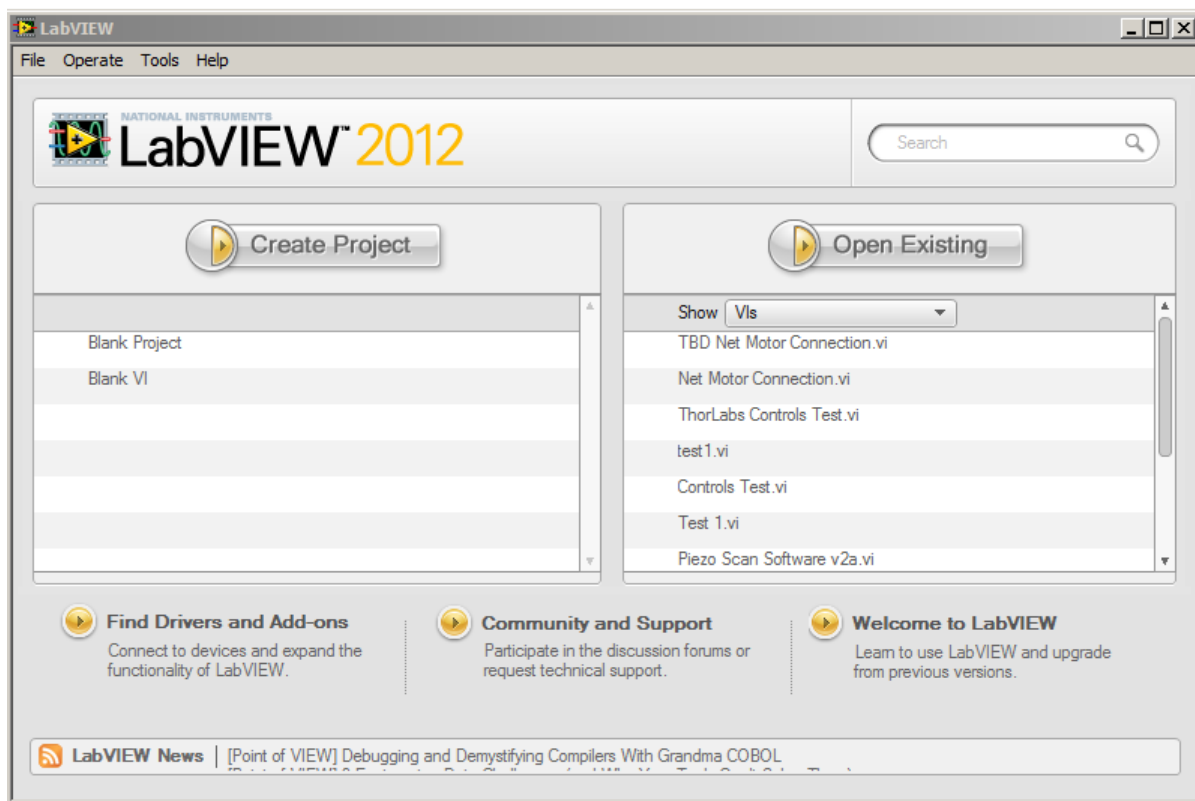 LabVIEW
File Operate Tools Help
NATIONAL INSTRUMENTS
LabVIEW™ 2012
Search
Create Project
Open Existing
Show VIs
Blank Project
Blank VI
TBD Net Motor Connection.vi
Net Motor Connection.vi
ThorLabs Controls Test.vi
test1.vi
Controls Test.vi
Test 1.vi
Piezo Scan Software v2a.vi
Find Drivers and Add-ons
Connect to devices and expand the
functionality of LabVIEW.
Community and Support
Participate in the discussion forums or
request technical support.
Welcome to LabVIEW
Learn to use LabVIEW and upgrade
from previous versions.
LabVIEW News | [Point of VIEW] Debugging and Demystifying Compilers With Grandma COBOL